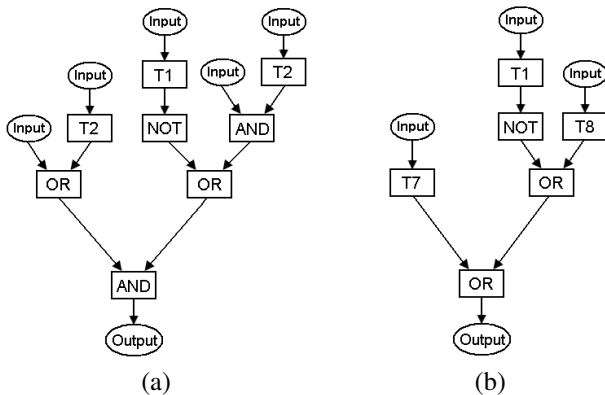 Input
Input
Input
Input
T1
Input
T2
Input
T1
Input
Input
T2
NOT
AND
Input
NOT
T8
OR
OR
T7
OR
AND
OR
Output
Output
(a)
(b)